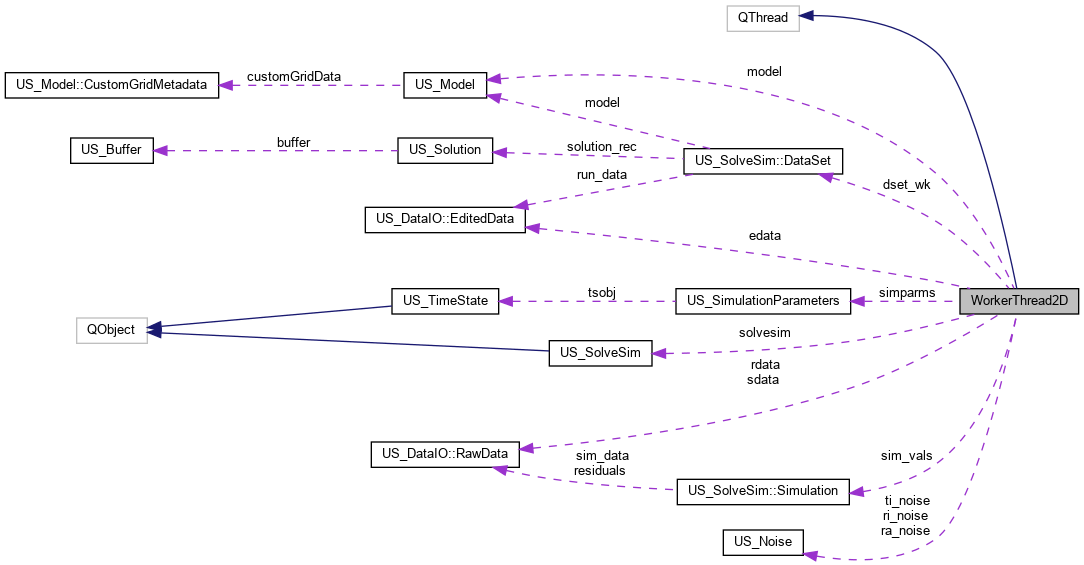 QThread
model
customGridData
US_Model::CustomGridMetadata
US_Model
model
buffer
solution_rec
US_Buffer
US_Solution
US_SolveSim::DataSet
run_data
dset_wk
US_DataIO::EditedData
edata
tsobj
simparms
US_TimeState
US_SimulationParameters
WorkerThread2D
QObject
solvesim
US_SolveSim
rdata
sdata
US_DataIO::RawData
sim_data
residuals
sim_vals
US_SolveSim::Simulation
ti_noise
ri_noise
ra_noise
US_Noise